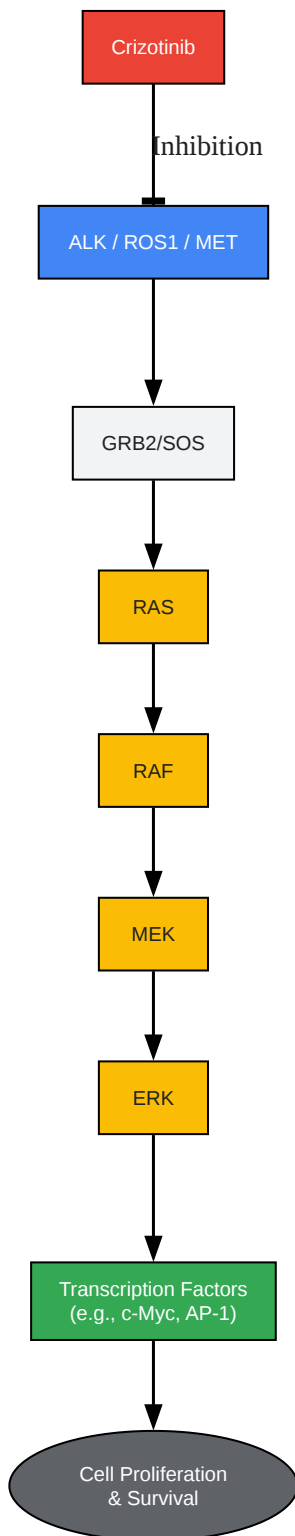 Crizotinib
Inhibition
ALK / ROS1 / MET
GRB2/SOS
RAS
RAF
MEK
ERK
Transcription Factors
(e.g., c-Myc, AP-1)
Cell Proliferation
& Survival